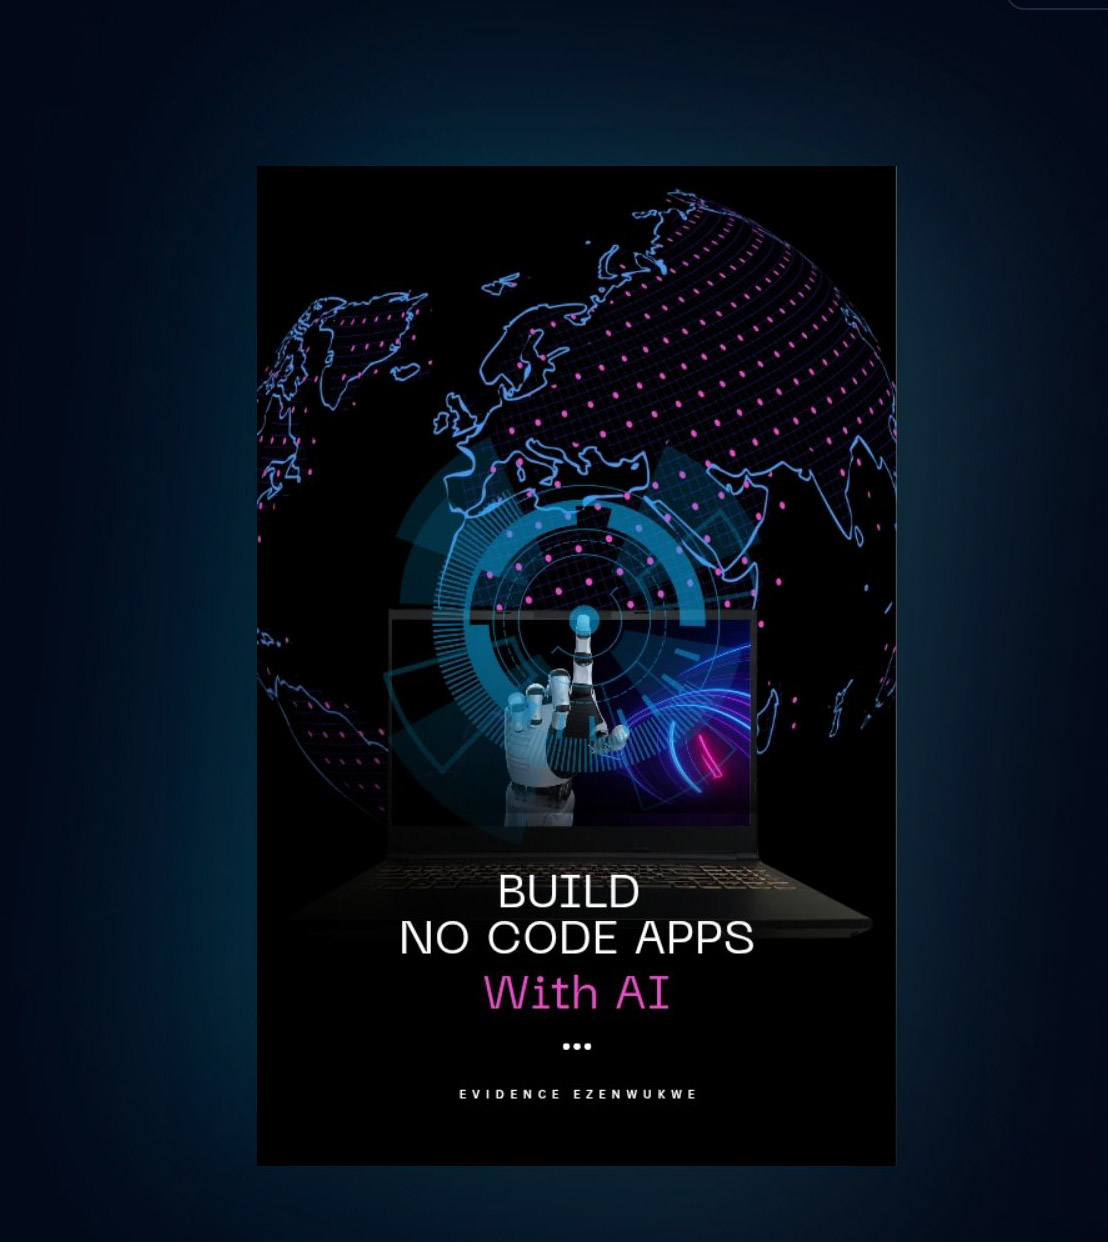 BUILD
NO CODE APPS
With AI
•••
EVIDENCE EZENWUKWE